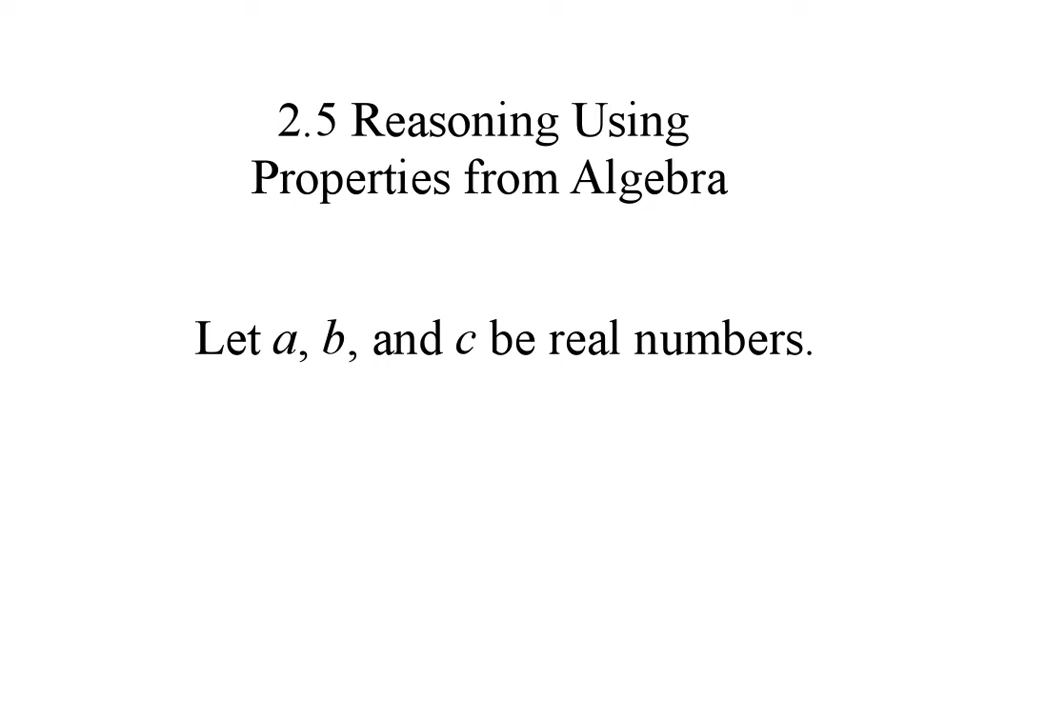 2.5 Reasoning Using
Properties from Algebra
Let a, b, and c be real numbers.